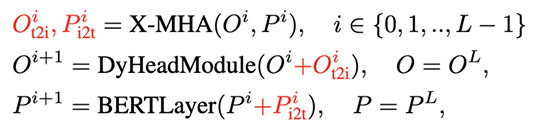 O^i_{t2i}, P^i_{i2t} = X-MHA(O^i, P^i), i ∈ {0, 1, .., L − 1}
O^{i+1} = DyHeadModule(O^i + O^i_{t2i}), O = O^L,
P^{i+1} = BERTLayer(P^i + P^i_{i2t}), P = P^L,